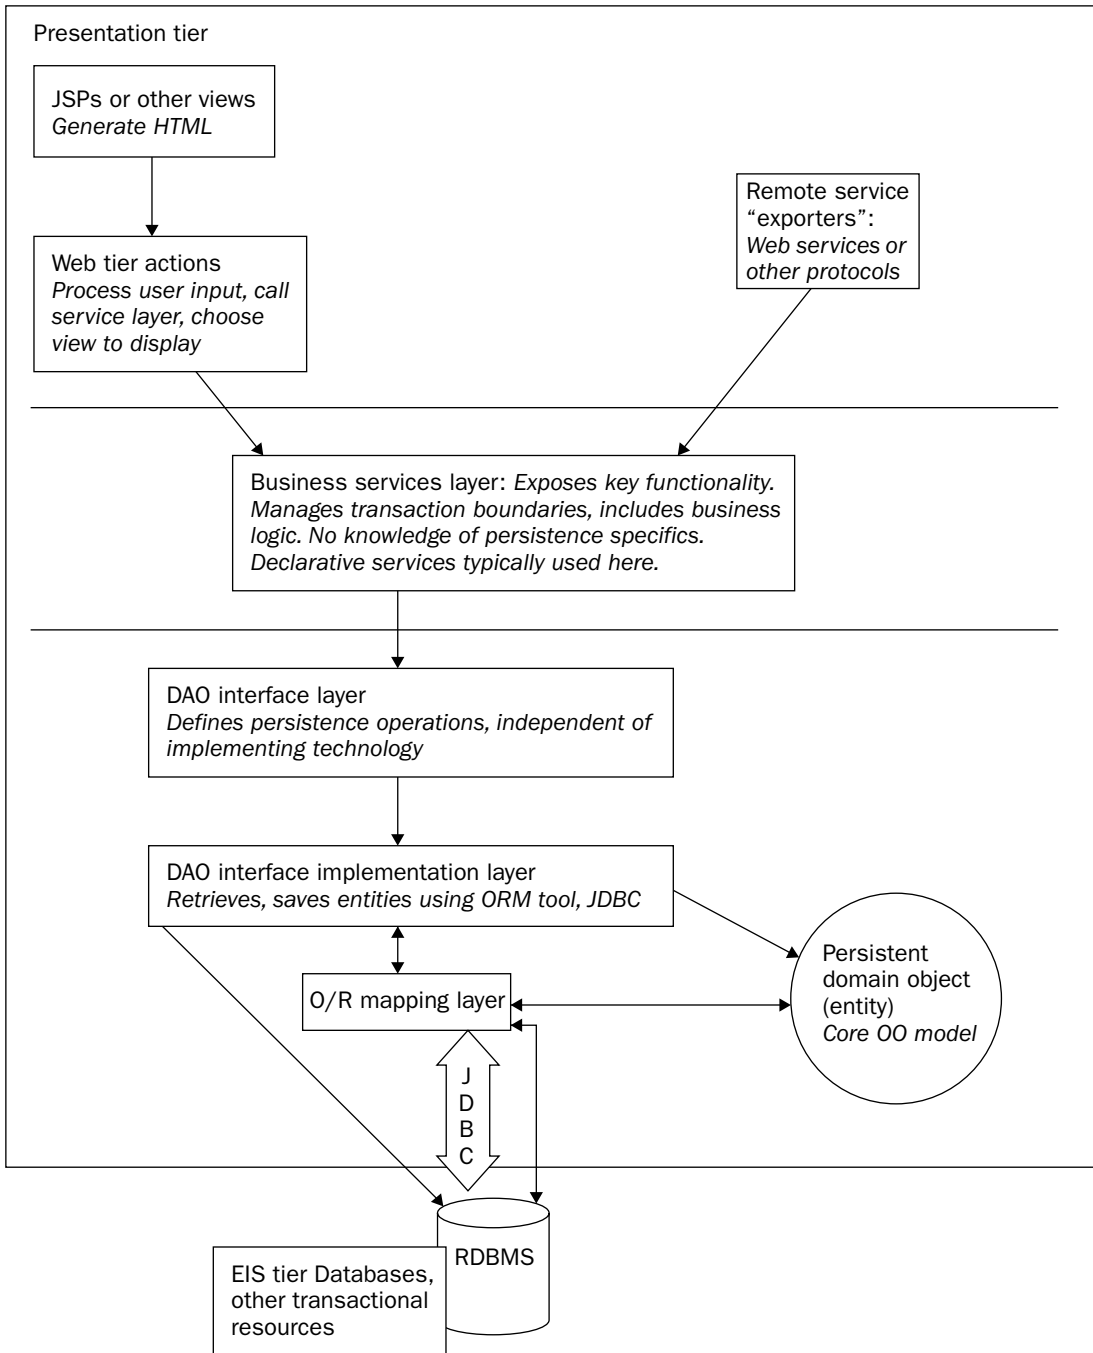 Presentation tier
JSPs or other views
Generate HTML
Web tier actions
Process user input, call
service layer, choose
view to display
Remote service
“exporters”:
Web services or
other protocols
Business services layer: Exposes key functionality.
Manages transaction boundaries, includes business
logic. No knowledge of persistence specifics.
Declarative services typically used here.
DAO interface layer
Defines persistence operations, independent of
implementing technology
DAO interface implementation layer
Retrieves, saves entities using ORM tool, JDBC
O/R mapping layer
Persistent
domain object
(entity)
Core OO model
J
D
B
C
RDBMS
EIS tier Databases,
other transactional
resources